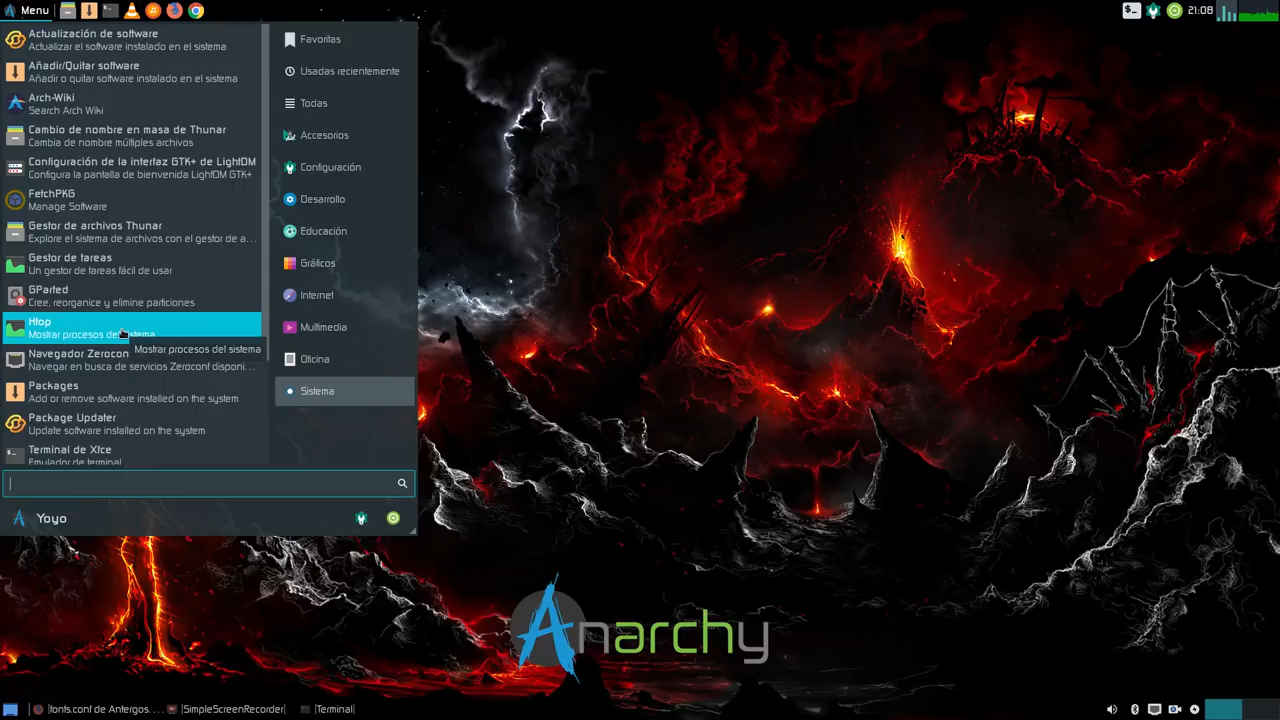 Menu
21:08
Actualización de software
Actualizar el software instalado en el sistema
Añadir/Quitar software
Añadir o quitar software instalado en el sistema
Arch-Wiki
Search Arch Wiki
Cambio de nombre en masa de Thunar
Cambia de nombre múltiples archivos
Configuración de la interfaz GTK+ de LightDM
Configura la pantalla de bienvenida LightDM GTK+
FetchPKG
Manage Software
Gestor de archivos Thunar
Explore el sistema de archivos con el gestor de a...
Gestor de tareas
Un gestor de tareas fácil de usar
GParted
Cree, reorganice y elimine particiones
Htop
Mostrar procesos del sistema
Mostrar procesos del sistema
Navegador Zerocon
Navegar en busca de servicios Zeroconf disponi...
Packages
Add or remove software installed on the system
Package Updater
Update software installed on the system
Terminal de Xfce
Emulador de terminal
Favoritas
Usadas recientemente
Todas
Accesorios
Configuración
Desarrollo
Educación
Gráficos
Internet
Multimedia
Oficina
Sistema
Yoyo
Anarchy
[fonts.conf de Antergos. ...
[SimpleScreenRecorder]
[Terminal]